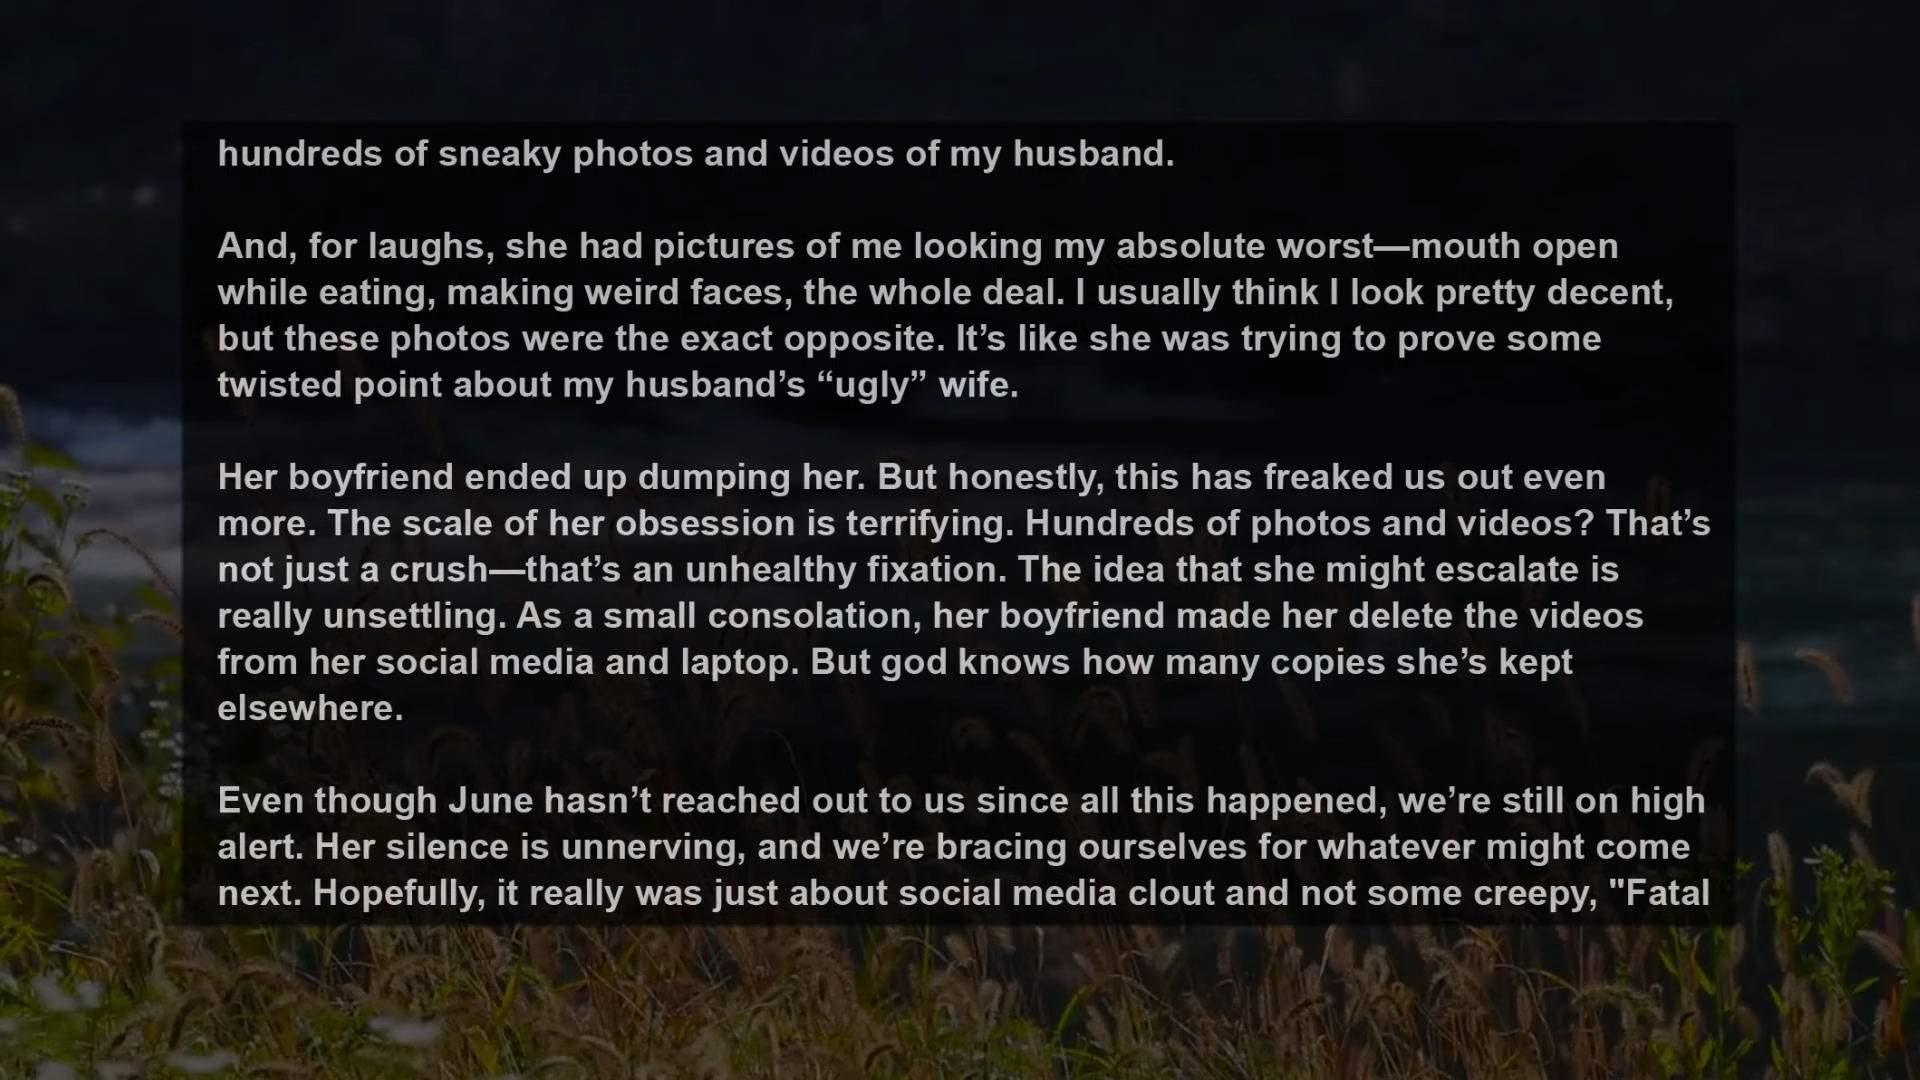 hundreds of sneaky photos and videos of my husband.
And, for laughs, she had pictures of me looking my absolute worst—mouth open
while eating, making weird faces, the whole deal. I usually think I look pretty decent,
but these photos were the exact opposite. It’s like she was trying to prove some
twisted point about my husband’s “ugly” wife.
Her boyfriend ended up dumping her. But honestly, this has freaked us out even
more. The scale of her obsession is terrifying. Hundreds of photos and videos? That’s
not just a crush—that’s an unhealthy fixation. The idea that she might escalate is
really unsettling. As a small consolation, her boyfriend made her delete the videos
from her social media and laptop. But god knows how many copies she’s kept
elsewhere.
Even though June hasn’t reached out to us since all this happened, we’re still on high
alert. Her silence is unnerving, and we’re bracing ourselves for whatever might come
next. Hopefully, it really was just about social media clout and not some creepy, "Fatal